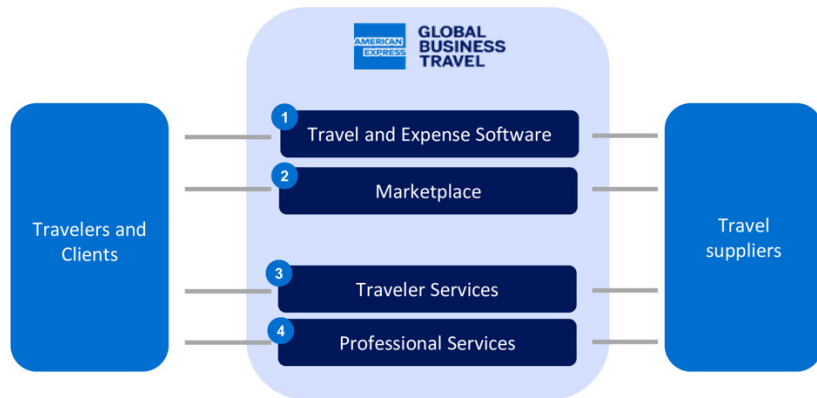 AMERICAN
EXPRESS
GLOBAL
BUSINESS
TRAVEL
1
Travel and Expense Software
2
Marketplace
Travelers and
Clients
Travel
suppliers
3
Traveler Services
4
Professional Services